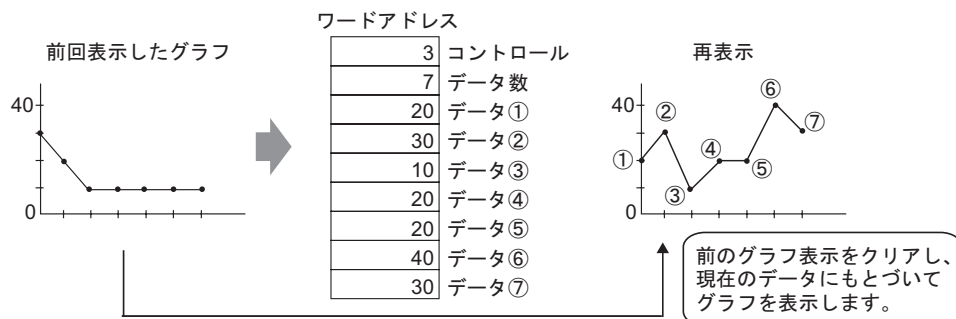 前回表示したグラフ
40
0
ワードアドレス
3 コントロール
7 データ数
20 データ①
30 データ②
10 データ③
20 データ④
20 データ⑤
40 データ⑥
30 データ⑦
再表示
40
0
①
②
③
④
⑤
⑥
⑦
前のグラフ表示をクリアし、
現在のデータにもとづいて
グラフを表示します。